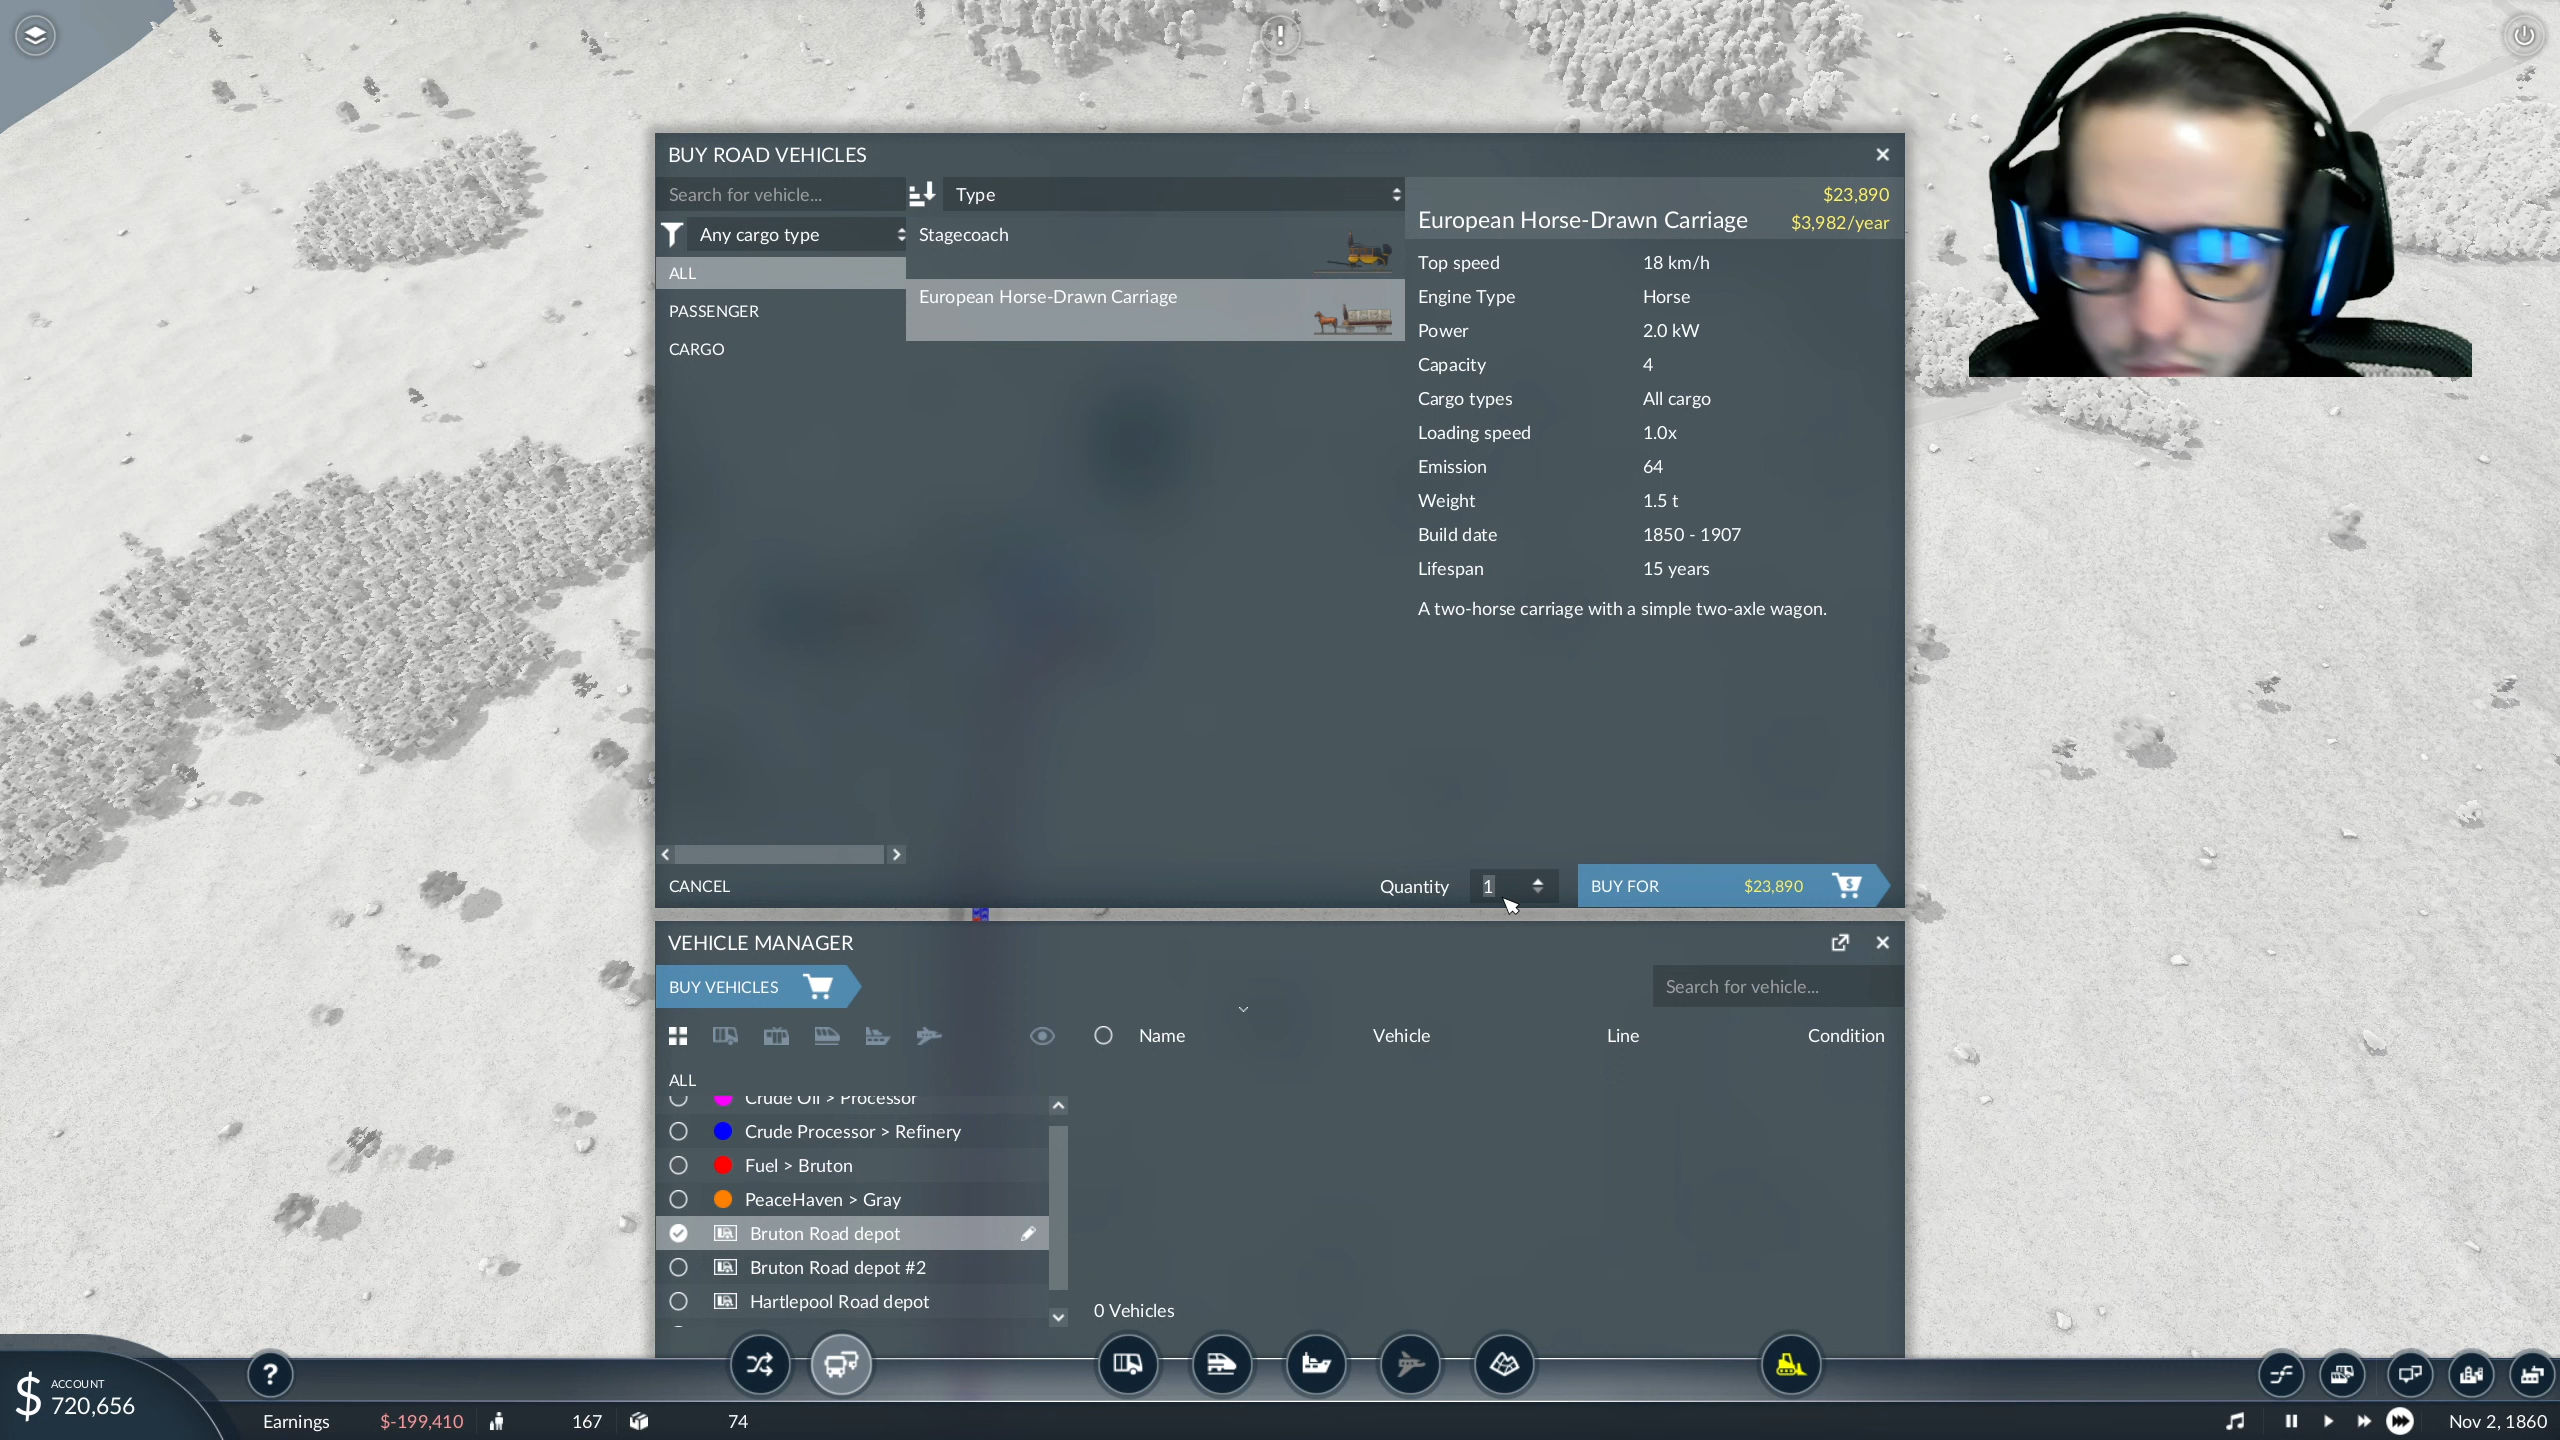 BUY ROAD VEHICLES
Search for vehicle...
Type
Any cargo type
ALL
PASSENGER
CARGO
Stagecoach
European Horse-Drawn Carriage
$23,890
European Horse-Drawn Carriage
$3,982/year
Top speed 18 km/h
Engine Type Horse
Power 2.0 kW
Capacity 4
Cargo types All cargo
Loading speed 1.0x
Emission 64
Weight 1.5 t
Build date 1850 - 1907
Lifespan 15 years
A two-horse carriage with a simple two-axle wagon.
CANCEL
Quantity 1
BUY FOR $23,890
VEHICLE MANAGER
BUY VEHICLES
Search for vehicle...
Name Vehicle Line Condition
ALL
Crude Oil > Processor
Crude Processor > Refinery
Fuel > Bruton
PeaceHaven > Gray
Bruton Road depot
Bruton Road depot #2
Hartlepool Road depot
0 Vehicles
?
$ ACCOUNT
720,656
Earnings $-199,410 167 74
Nov 2, 1860